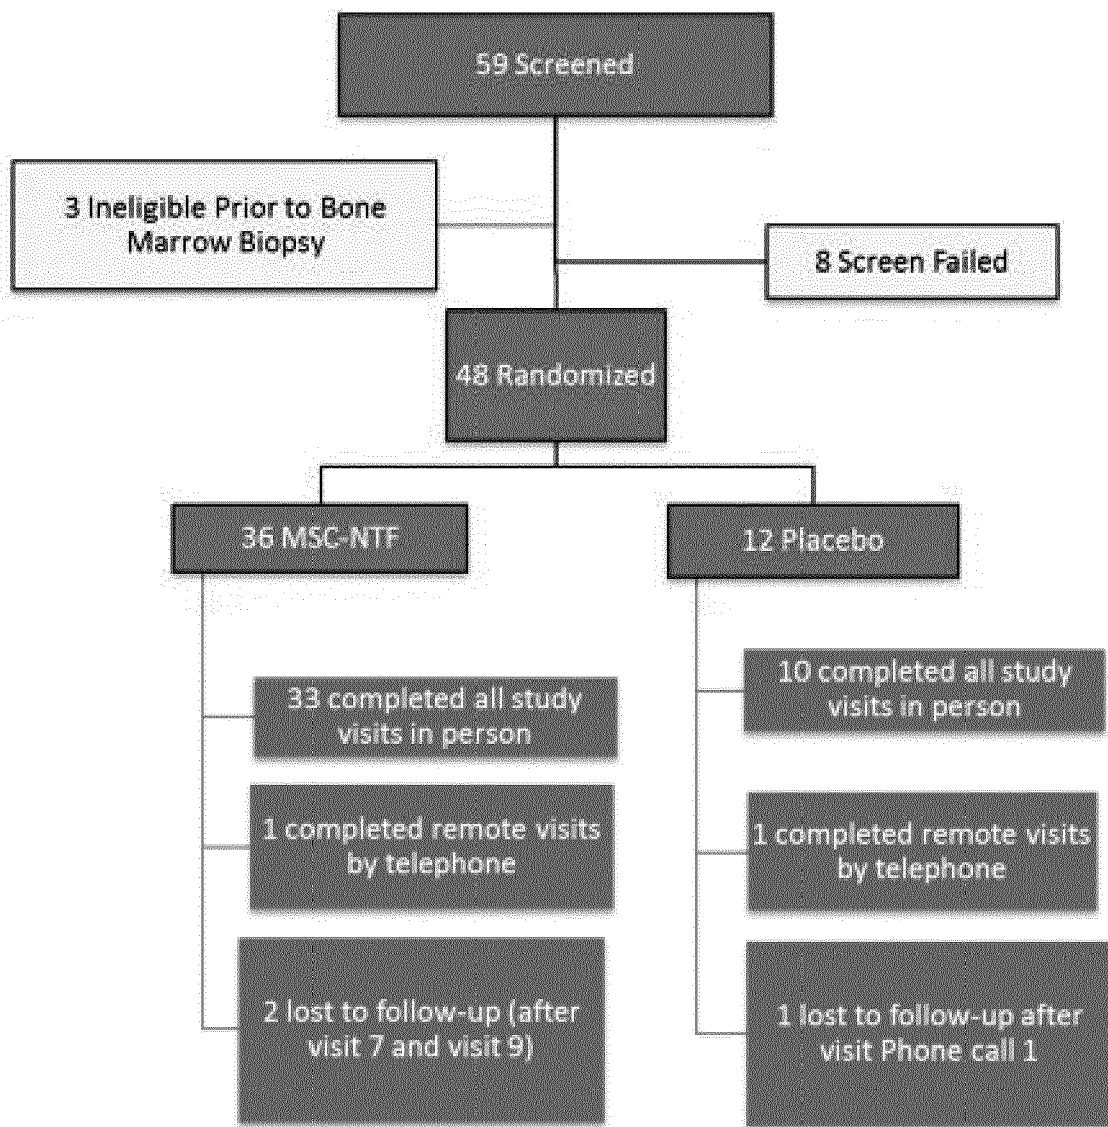 59 Screened
3 Ineligible Prior to Bone
Marrow Biopsy
8 Screen Failed
48 Randomized
36 MSC-NTF
12 Placebo
33 completed all study
visits in person
1 completed remote visits
by telephone
2 lost to follow-up (after
visit 7 and visit 9)
10 completed all study
visits in person
1 completed remote visits
by telephone
1 lost to follow-up after
visit Phone call 1